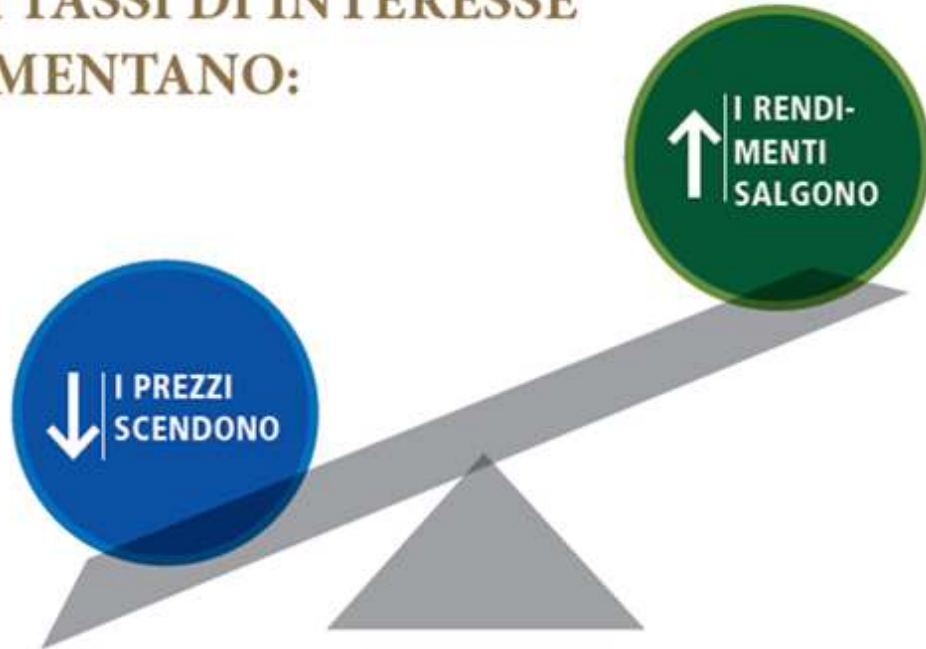 TASSI DI INTERESSE
MENTANO:
I RENDI-
MENTI
SALGONO
I PREZZI
SCENDONO